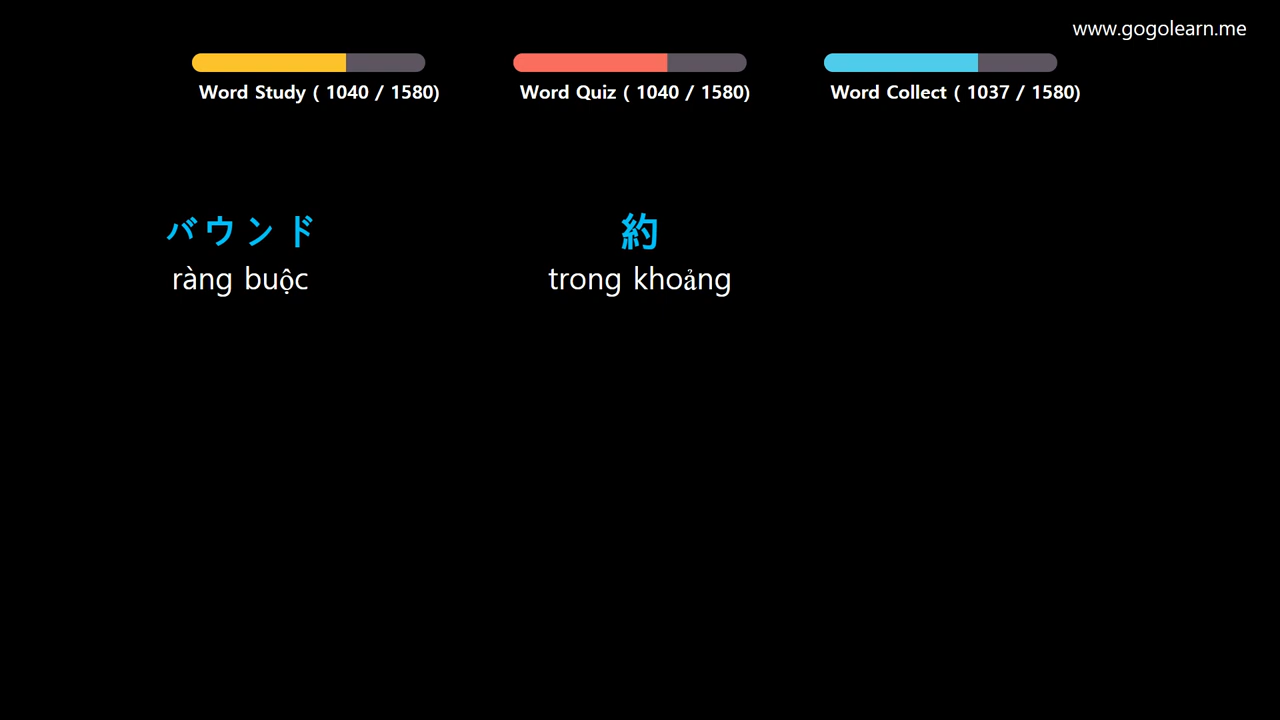 www.gogolearn.me
Word Study ( 1040 / 1580)
Word Quiz ( 1040 / 1580)
Word Collect ( 1037 / 1580)
バウンド
ràng buộc
約
trong khoảng